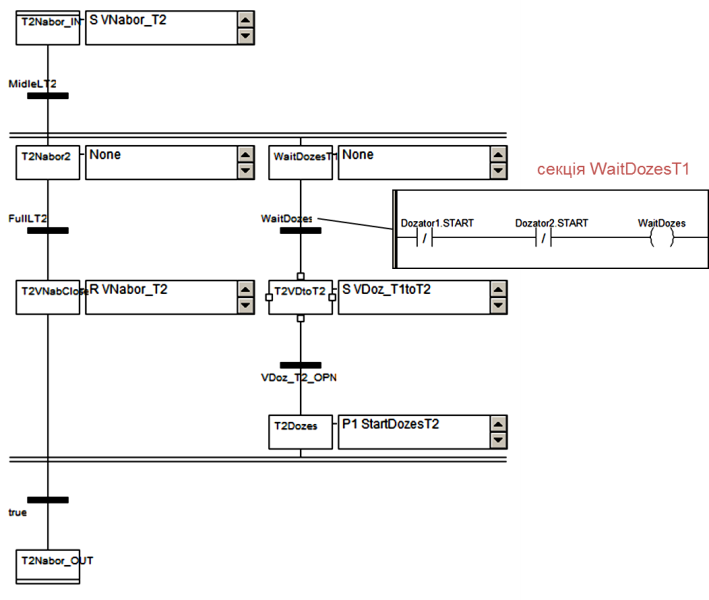 T2Nabor_IN
S VNabor_T2
MidleLT2
T2Nabor2
None
WaitDozesT1
None
секція WaitDozesT1
FullLT2
WaitDozes
Dozator1.START
Dozator2.START
WaitDozes
T2VNabClose
R VNabor_T2
T2VDtoT2
S VDoz_T1toT2
VDoz_T2_OPN
T2Dozes
P1 StartDozesT2
true
T2Nabor_OUT